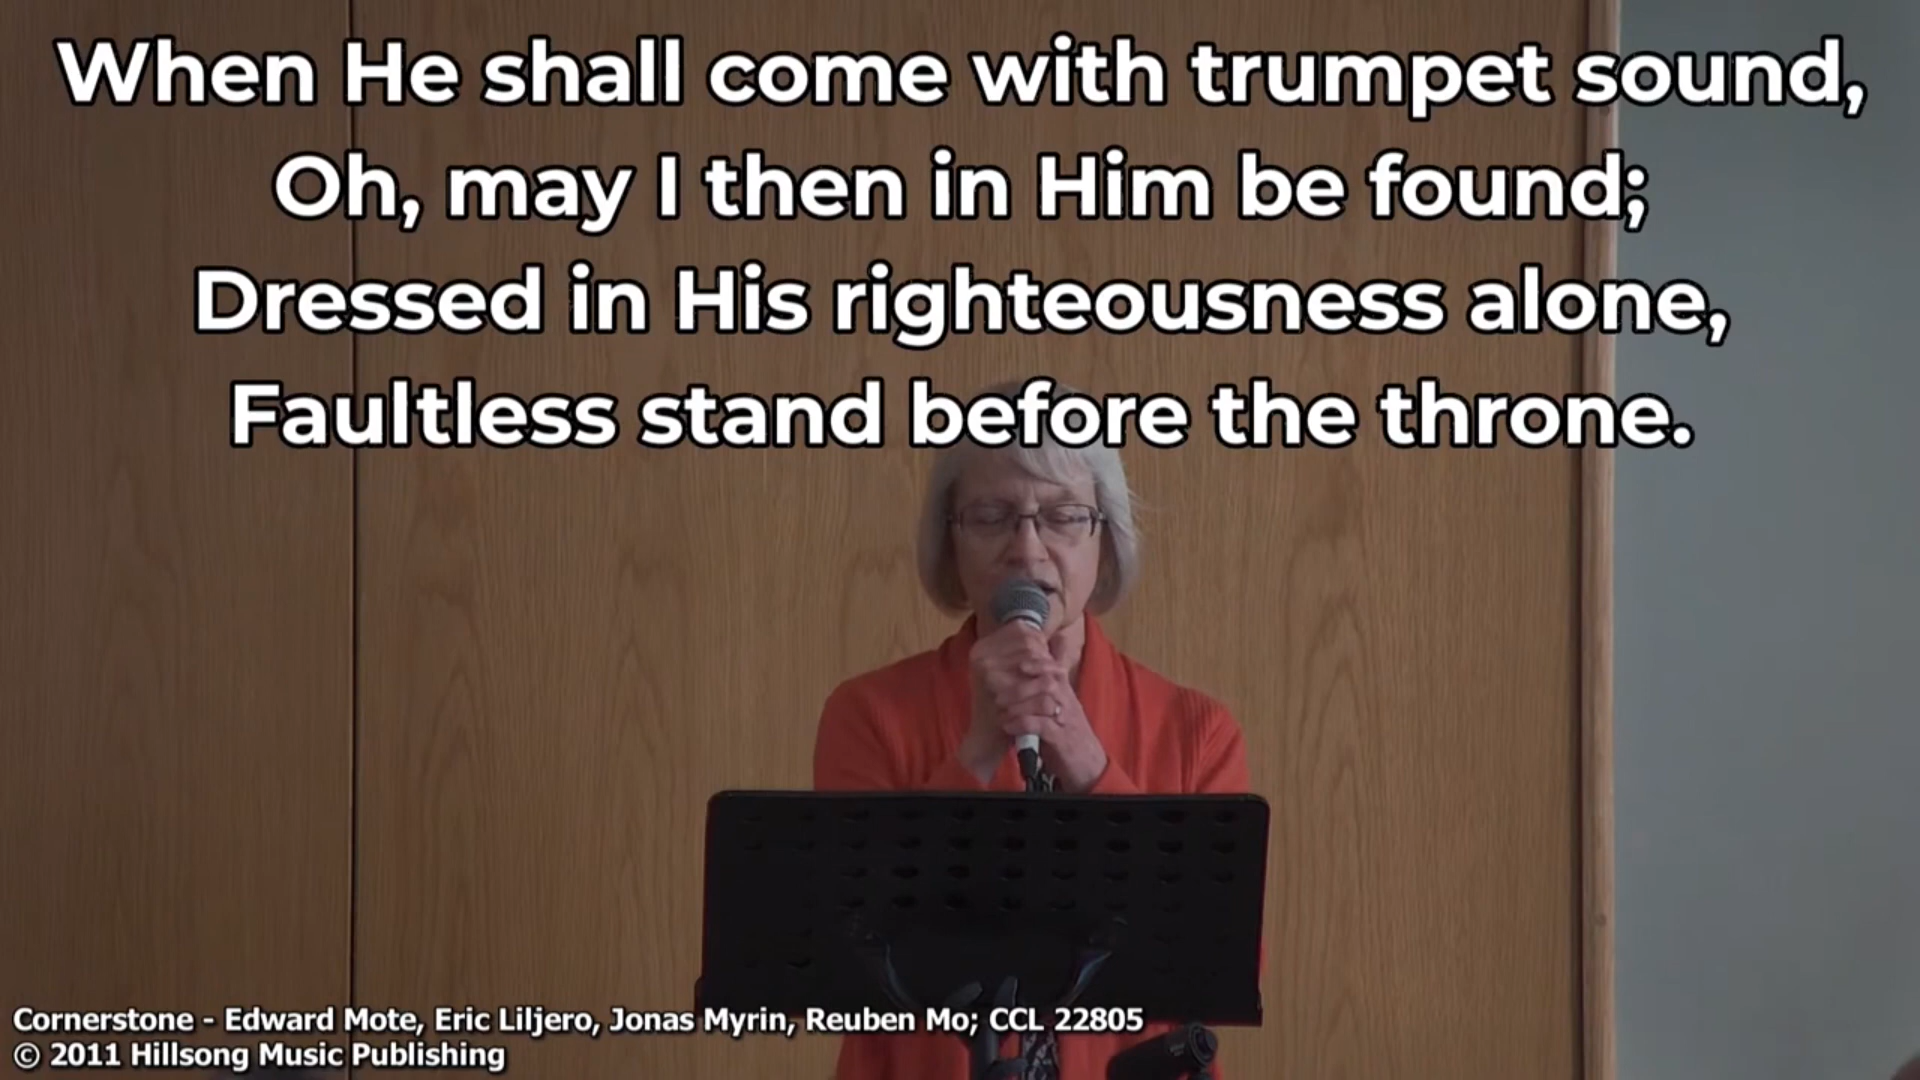 When He shall come with trumpet sound,
Oh, may I then in Him be found;
Dressed in His righteousness alone,
Faultless stand before the throne.
Cornerstone - Edward Mote, Eric Liljero, Jonas Myrin, Reuben Mo; CCL 22805
© 2011 Hillsong Music Publishing